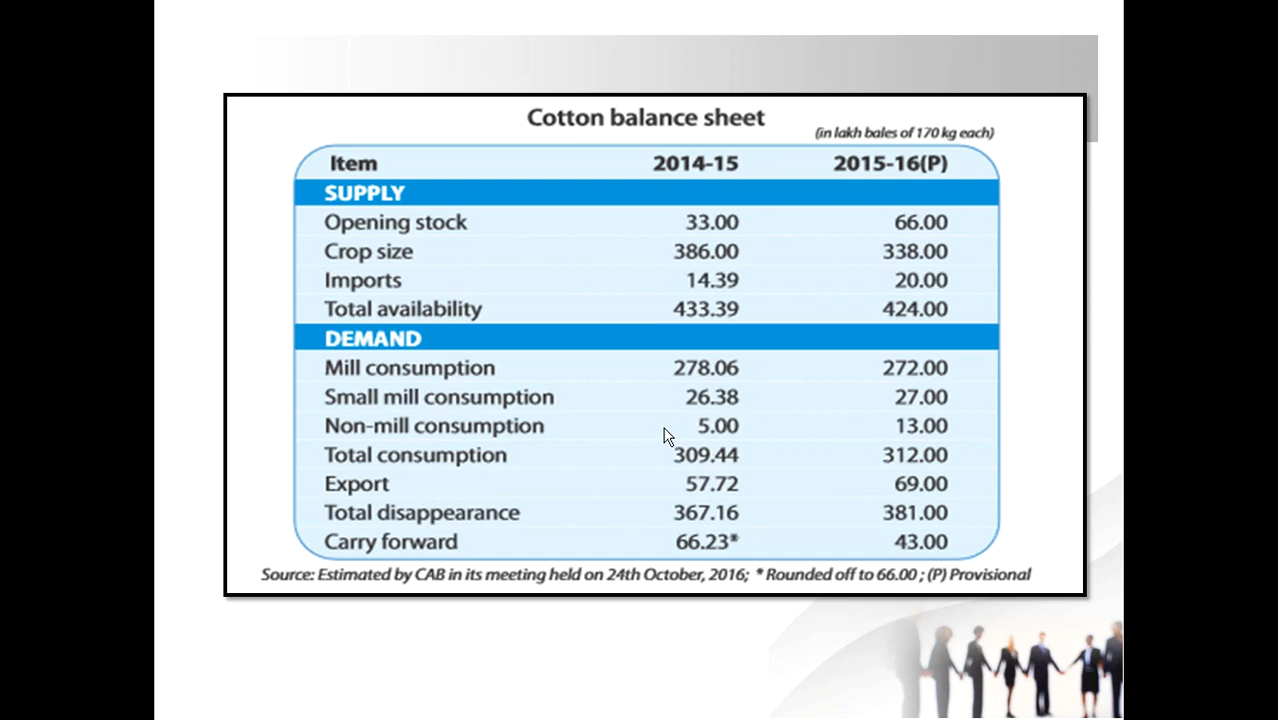 Cotton balance sheet
(in lakh bales of 170 kg each)
Item 2014-15 2015-16(P)
SUPPLY
Opening stock 33.00 66.00
Crop size 386.00 338.00
Imports 14.39 20.00
Total availability 433.39 424.00
DEMAND
Mill consumption 278.06 272.00
Small mill consumption 26.38 27.00
Non-mill consumption 5.00 13.00
Total consumption 309.44 312.00
Export 57.72 69.00
Total disappearance 367.16 381.00
Carry forward 66.23* 43.00
Source: Estimated by CAB in its meeting held on 24th October, 2016; * Rounded off to 66.00 ; (P) Provisional